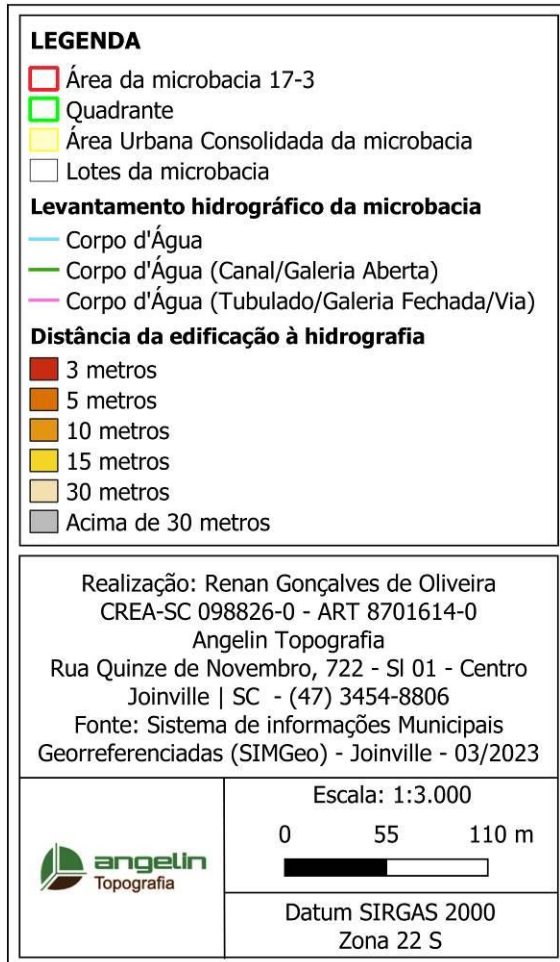 LEGENDA
Área da microbacia 17-3
Quadrante
Área Urbana Consolidada da microbacia
Lotes da microbacia
Levantamento hidrográfico da microbacia
Corpo d'Água
Corpo d'Água (Canal/Galeria Aberta)
Corpo d'Água (Tubulado/Galeria Fechada/Via)
Distância da edificação à hidrografia
3 metros
5 metros
10 metros
15 metros
30 metros
Acima de 30 metros
Realização: Renan Gonçalves de Oliveira
CREA-SC 098826-0 - ART 8701614-0
Angelin Topografia
Rua Quinze de Novembro, 722 - Sl 01 - Centro
Joinville | SC - (47) 3454-8806
Fonte: Sistema de informações Municipais
Georreferenciadas (SIMGeo) - Joinville - 03/2023
angelin
Topografia
Escala: 1:3.000
0 55 110 m
Datum SIRGAS 2000
Zona 22 S